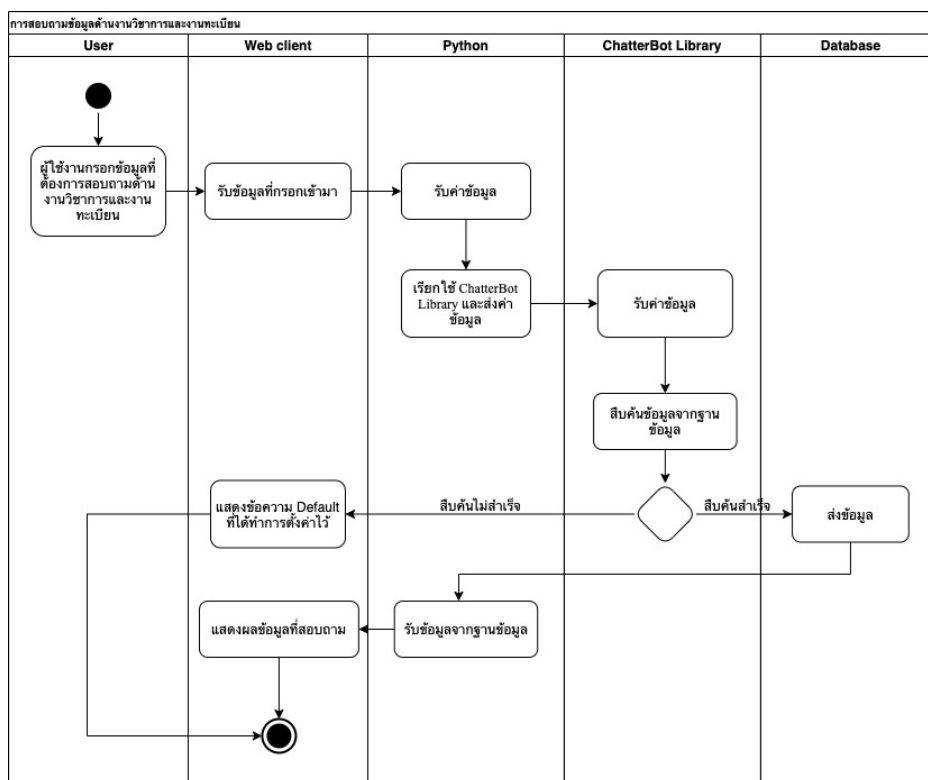 การสอบถามข้อมูลด้านงานวิชาการและงานทะเบียน
User
Web client
Python
ChatterBot Library
Database
ผู้ใช้งานกรอกข้อมูลที่
ต้องการสอบถามด้าน
งานวิชาการและงาน
ทะเบียน
รับข้อมูลที่กรอกเข้ามา
รับค่าข้อมูล
เรียกใช้ ChatterBot
Library และส่งค่า
ข้อมูล
รับค่าข้อมูล
สืบค้นข้อมูลจากฐาน
ข้อมูล
สืบค้นไม่สำเร็จ
สืบค้นสำเร็จ
แสดงข้อความ Default
ที่ได้ทำการตั้งค่าไว้
ส่งข้อมูล
แสดงผลข้อมูลที่สอบถาม
รับข้อมูลจากฐานข้อมูล